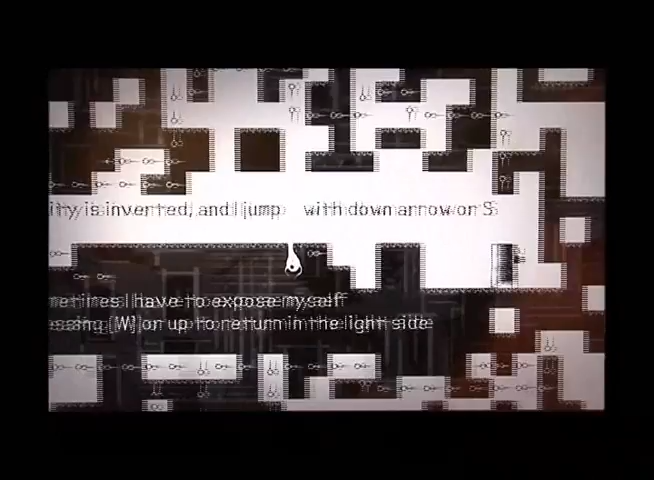 ity is inverted, and I jump with down arrow or S
metimes I have to expose myself
essing [W] or up to return in the light side